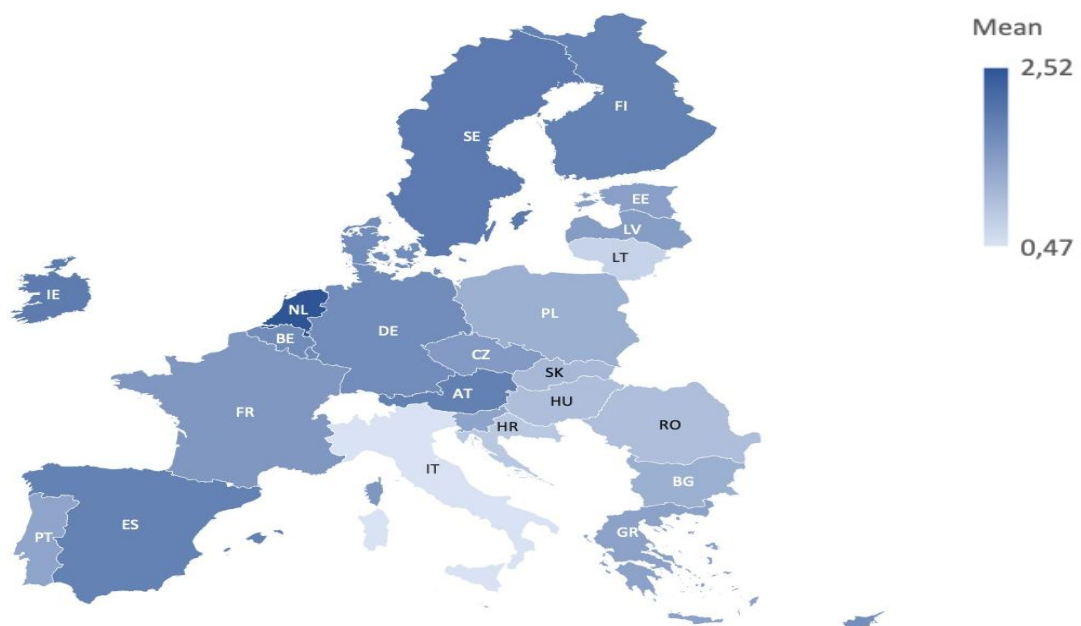 Mean
2,52
0,47
FI
SE
EE
LV
LT
IE
NL
DE
PL
BE
CZ
SK
AT
HU
FR
HR
RO
IT
BG
ES
PT
GR